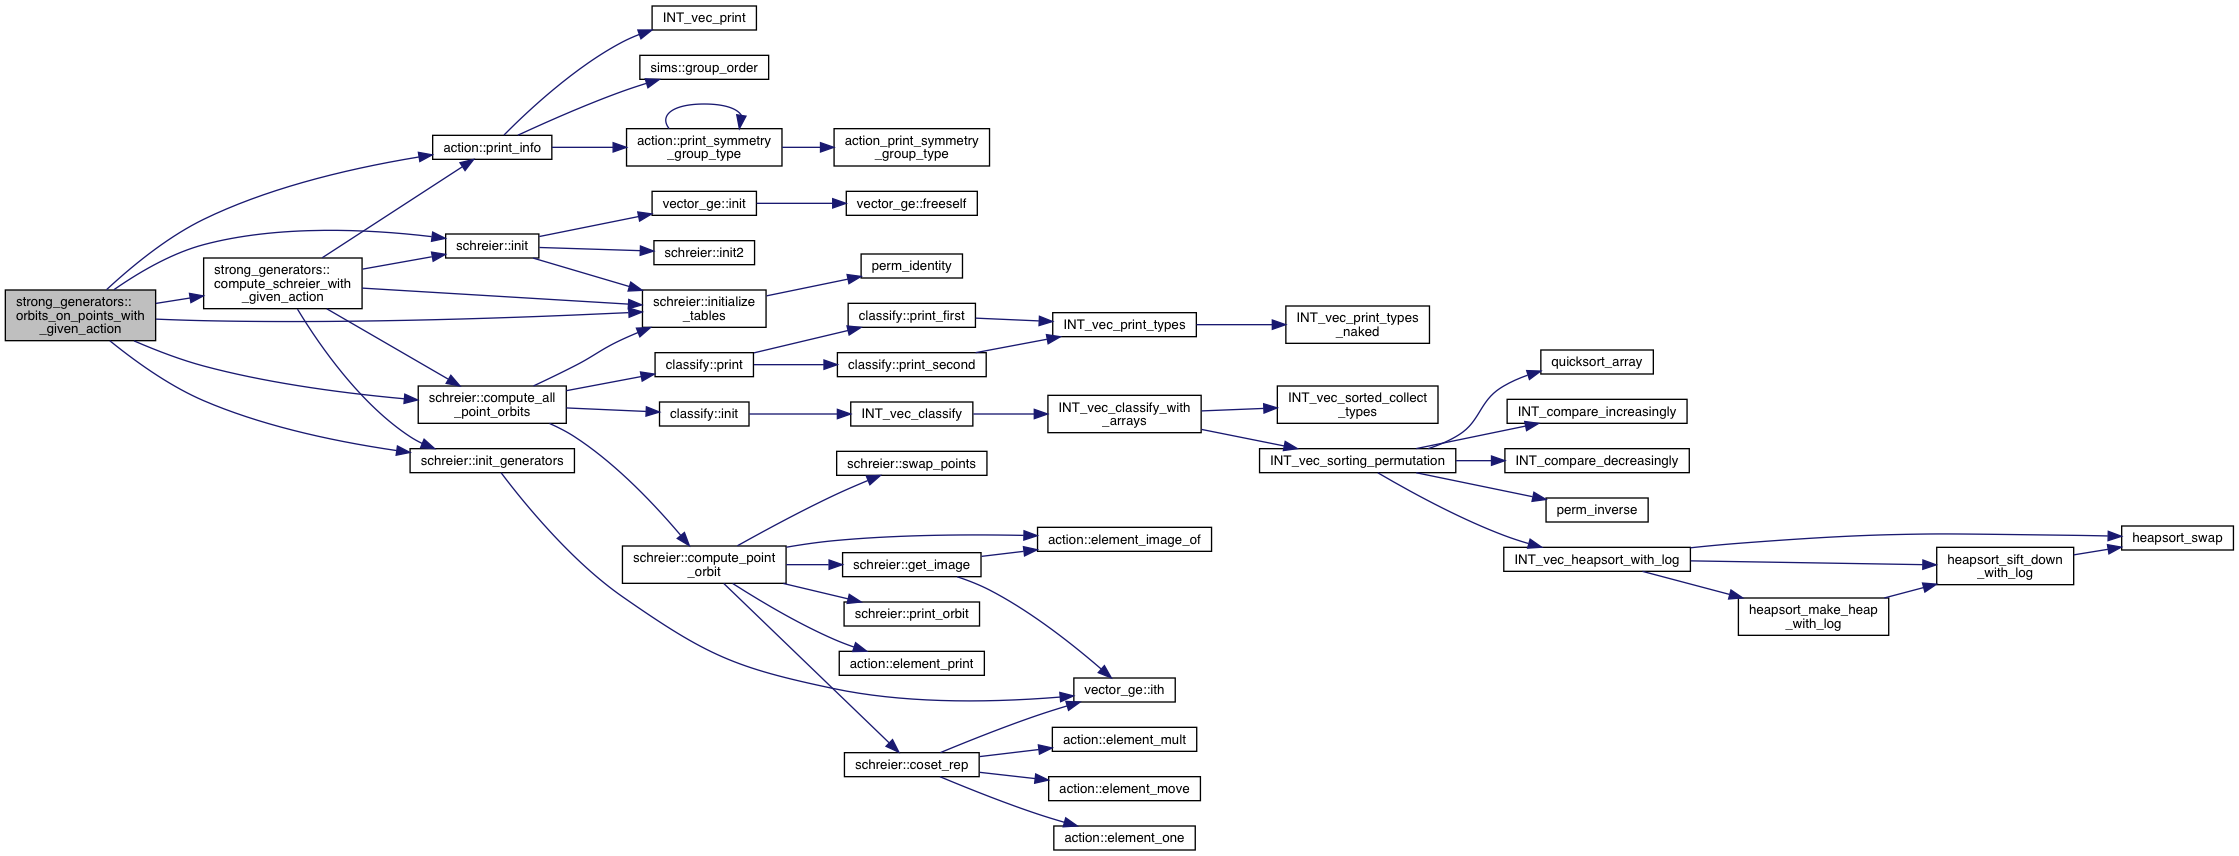 strong_generators::
orbits_on_points_with
_given_action
strong_generators::
compute_schreier_with
_given_action
action::print_info
schreier::init
schreier::compute_all
_point_orbits
schreier::init_generators
INT_vec_print
sims::group_order
action::print_symmetry
_group_type
action_print_symmetry
_group_type
vector_ge::init
vector_ge::freeself
schreier::init2
schreier::initialize
_tables
perm_identity
classify::print
classify::print_first
classify::print_second
INT_vec_print_types
INT_vec_print_types
_naked
classify::init
INT_vec_classify
INT_vec_classify_with
_arrays
INT_vec_sorted_collect
_types
INT_vec_sorting_permutation
quicksort_array
INT_compare_increasingly
INT_compare_decreasingly
perm_inverse
INT_vec_heapsort_with_log
heapsort_swap
heapsort_sift_down
_with_log
heapsort_make_heap
_with_log
schreier::compute_point
_orbit
schreier::swap_points
action::element_image_of
schreier::get_image
schreier::print_orbit
action::element_print
vector_ge::ith
schreier::coset_rep
action::element_mult
action::element_move
action::element_one